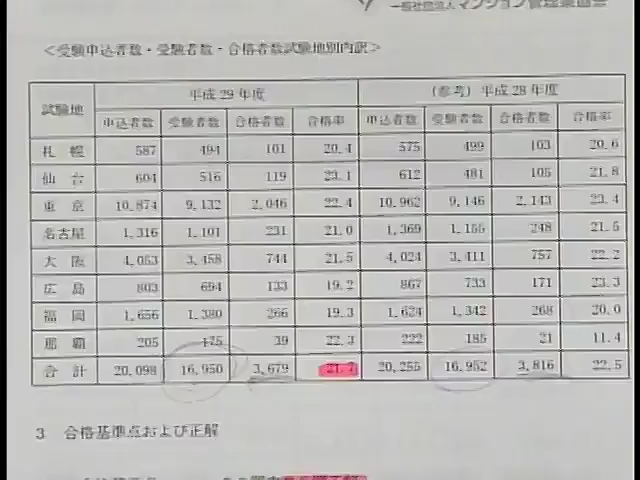 一般社団法人マンション管理業協会
＜受験申込者数・受験者数・合格者数試験地別内訳＞
試験地 平成29年度 (参考) 平成28年度
申込者数 受験者数 合格者数 合格率 申込者数 受験者数 合格者数 合格率
札幌 587 494 101 20.4 575 499 103 20.6
仙台 604 516 119 23.1 612 481 105 21.8
東京 10,874 9,132 2,046 22.4 10,962 9,146 2,143 23.4
名古屋 1,316 1,101 231 21.0 1,369 1,155 248 21.5
大阪 4,053 3,458 744 21.5 4,024 3,411 757 22.2
広島 803 694 133 19.2 867 733 171 23.3
福岡 1,656 1,380 266 19.3 1,624 1,342 268 20.0
那覇 205 175 39 22.3 222 185 21 11.4
合計 20,098 16,950 3,679 21.7 20,255 16,952 3,816 22.5
3 合格基準点および正解